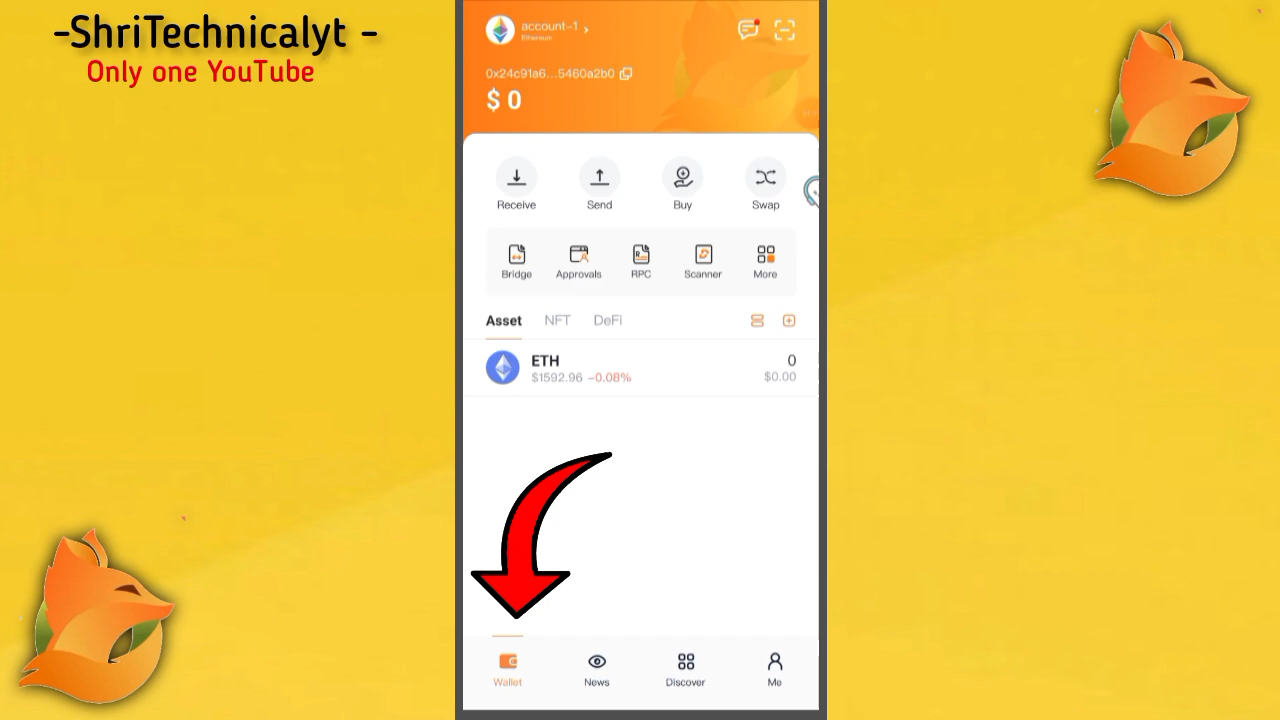 -ShriTechnicalyt -
Only one YouTube
account-1
Ethereum
0x24c91a6...5460a2b0
$ 0
Receive Send Buy Swap
Bridge Approvals RPC Scanner More
Asset NFT DeFi
ETH 0
$1592.96 -0.08% $0.00
Wallet News Discover Me